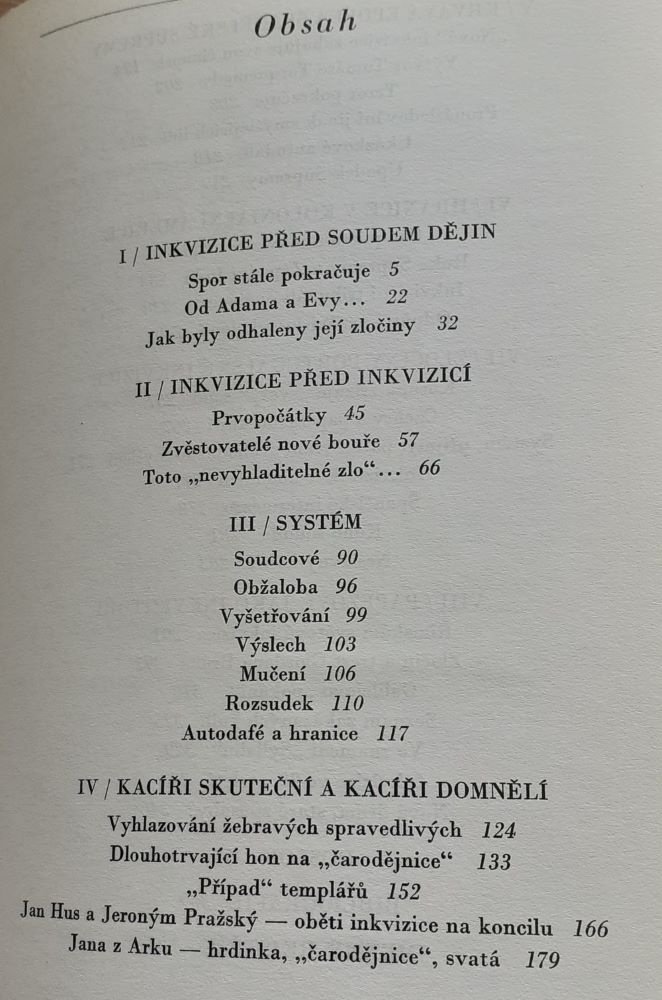 Obsah
I / INKVIZICE PŘED SOUDEM DĚJIN
Spor stále pokračuje 5
Od Adama a Evy... 22
Jak byly odhaleny její zločiny 32
II / INKVIZICE PŘED INKVIZICÍ
Prvopočátky 45
Zvěstovatelé nové bouře 57
Toto „nevyhladitelné zlo“... 66
III / SYSTÉM
Soudcové 90
Obžaloba 96
Vyšetřování 99
Výslech 103
Mučení 106
Rozsudek 110
Autodafé a hranice 117
IV / KACÍŘI SKUTEČNÍ A KACÍŘI DOMNĚLÍ
Vyhlazování žebravých spravedlivých 124
Dlouhotrvající hon na „čarodějnice“ 133
„Případ“ templářů 152
Jan Hus a Jeroným Pražský — oběti inkvizice na koncilu 166
Jana z Arku — hrdinka, „čarodějnice“, svatá 179